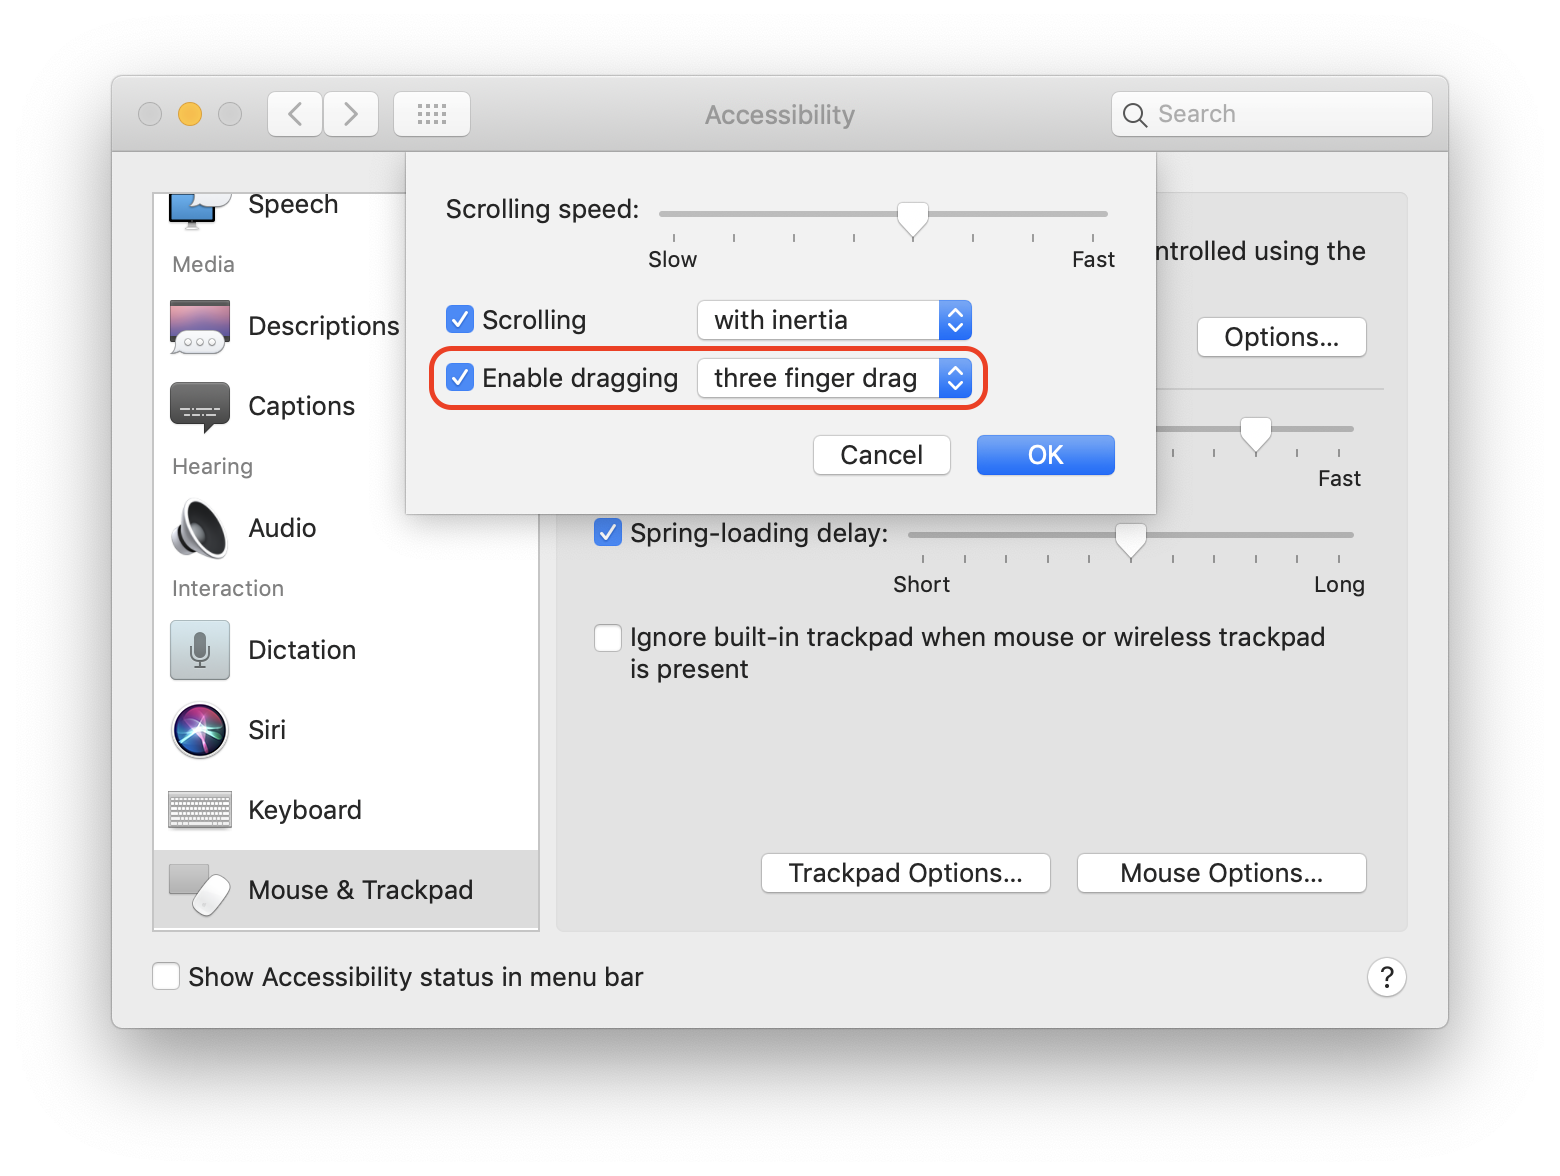 Accessibility
Search
Speech
Media
Descriptions
Captions
Hearing
Audio
Interaction
Dictation
Siri
Keyboard
Mouse & Trackpad
Scrolling speed:
Slow
Fast
Scrolling
with inertia
Enable dragging
three finger drag
Cancel
OK
ntrolled using the
Options...
Fast
Spring-loading delay:
Short
Long
Ignore built-in trackpad when mouse or wireless trackpad
is present
Trackpad Options...
Mouse Options...
Show Accessibility status in menu bar
?